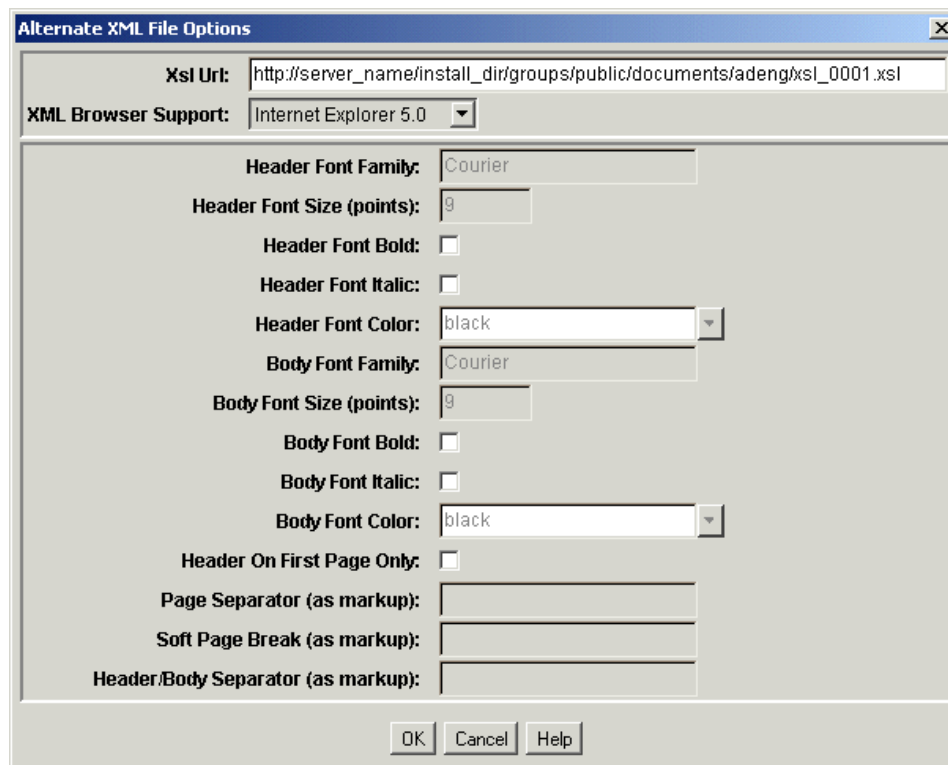 Alternate XML File Options
Xsl Url: http://server_name/install_dir/groups/public/documents/adeng/xsl_0001.xsl
XML Browser Support: Internet Explorer 5.0
Header Font Family: Courier
Header Font Size (points): 9
Header Font Bold:
Header Font Italic:
Header Font Color: black
Body Font Family: Courier
Body Font Size (points): 9
Body Font Bold:
Body Font Italic:
Body Font Color: black
Header On First Page Only:
Page Separator (as markup):
Soft Page Break (as markup):
Header/Body Separator (as markup):
OK Cancel Help